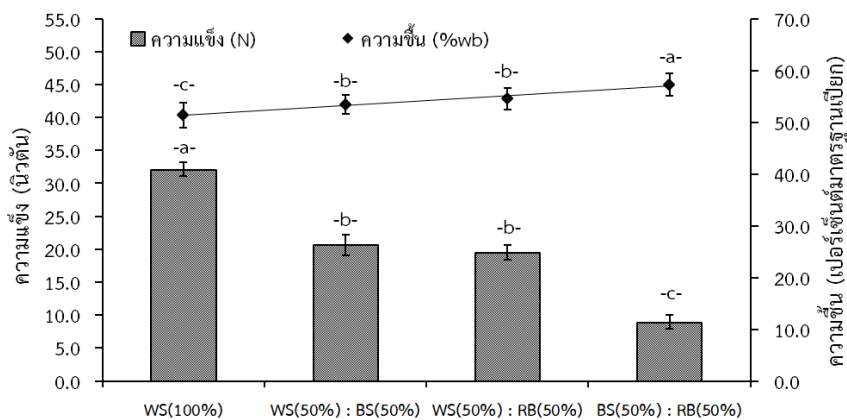 55.0
50.0
45.0
40.0
35.0
30.0
25.0
20.0
15.0
10.0
5.0
0.0
ความแข็ง (นิวตัน)
ความแข็ง (N)
ความชื้น (%wb)
-c-
-b-
-b-
-a-
-a-
-b-
-b-
-c-
70.0
60.0
50.0
40.0
30.0
20.0
10.0
0.0
ความชื้น (เปอร์เซ็นต์มาตรฐานเปียก)
WS(100%) WS(50%) : BS(50%) WS(50%) : RB(50%) BS(50%) : RB(50%)